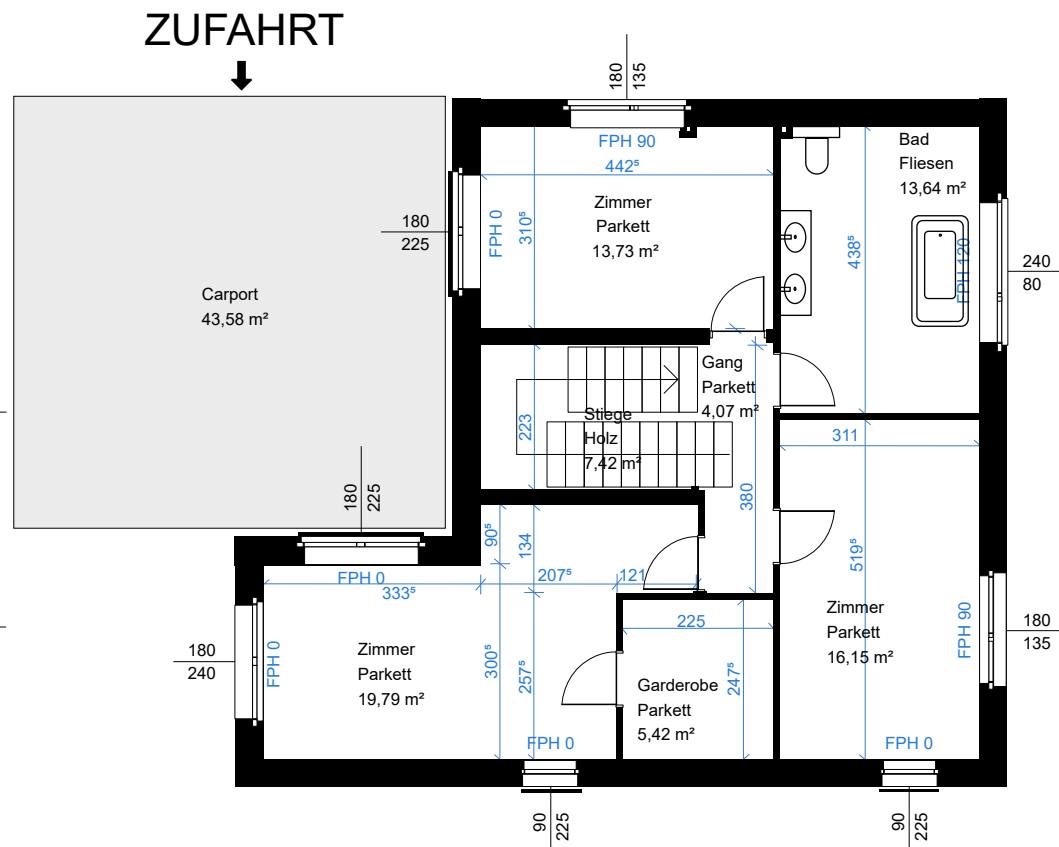 ZUFAHRT
180
135
FPH 90
442⁵
Zimmer
Parkett
13,73 m²
310⁵
FPH 0
180
225
Bad
Fliesen
13,64 m²
438⁵
FPH 120
240
80
Carport
43,58 m²
Gang
Parkett
4,07 m²
Stiege
Holz
7,42 m²
223
380
311
180
225
90⁵
134
FPH 0
333⁵
207⁵
121
519⁵
225
Zimmer
Parkett
16,15 m²
FPH 90
180
135
180
240
FPH 0
Zimmer
Parkett
19,79 m²
300⁵
257⁵
Garderobe
Parkett
5,42 m²
247⁵
FPH 0
FPH 0
90
225
90
225